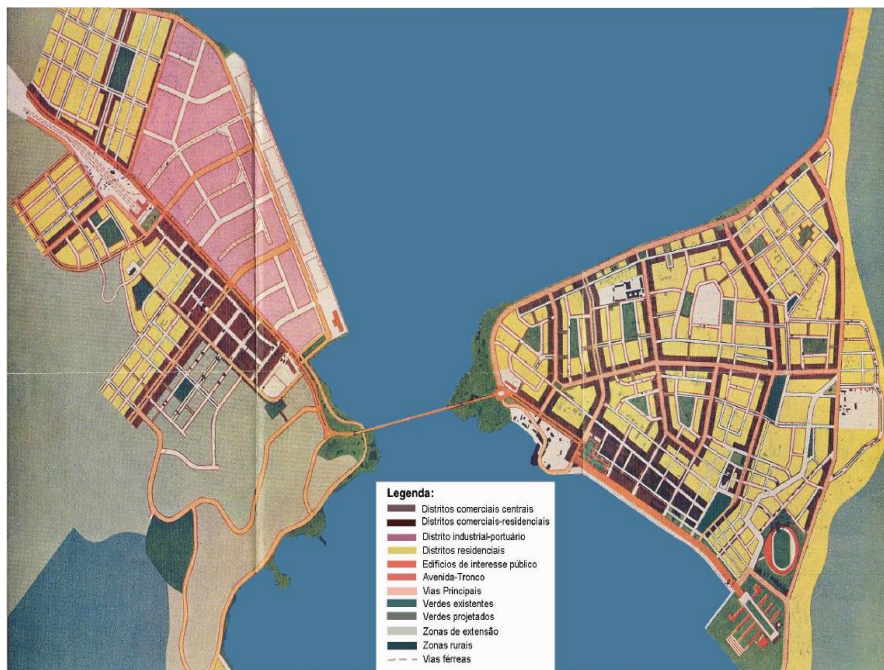 Legenda:
Distritos comerciais centrais
Distritos comerciais-residenciais
Distrito industrial-portuário
Distritos residenciais
Edifícios de interesse público
Avenida-Tronco
Vias Principais
Verdes existentes
Verdes projetados
Zonas de extensão
Zonas rurais
Vias férreas